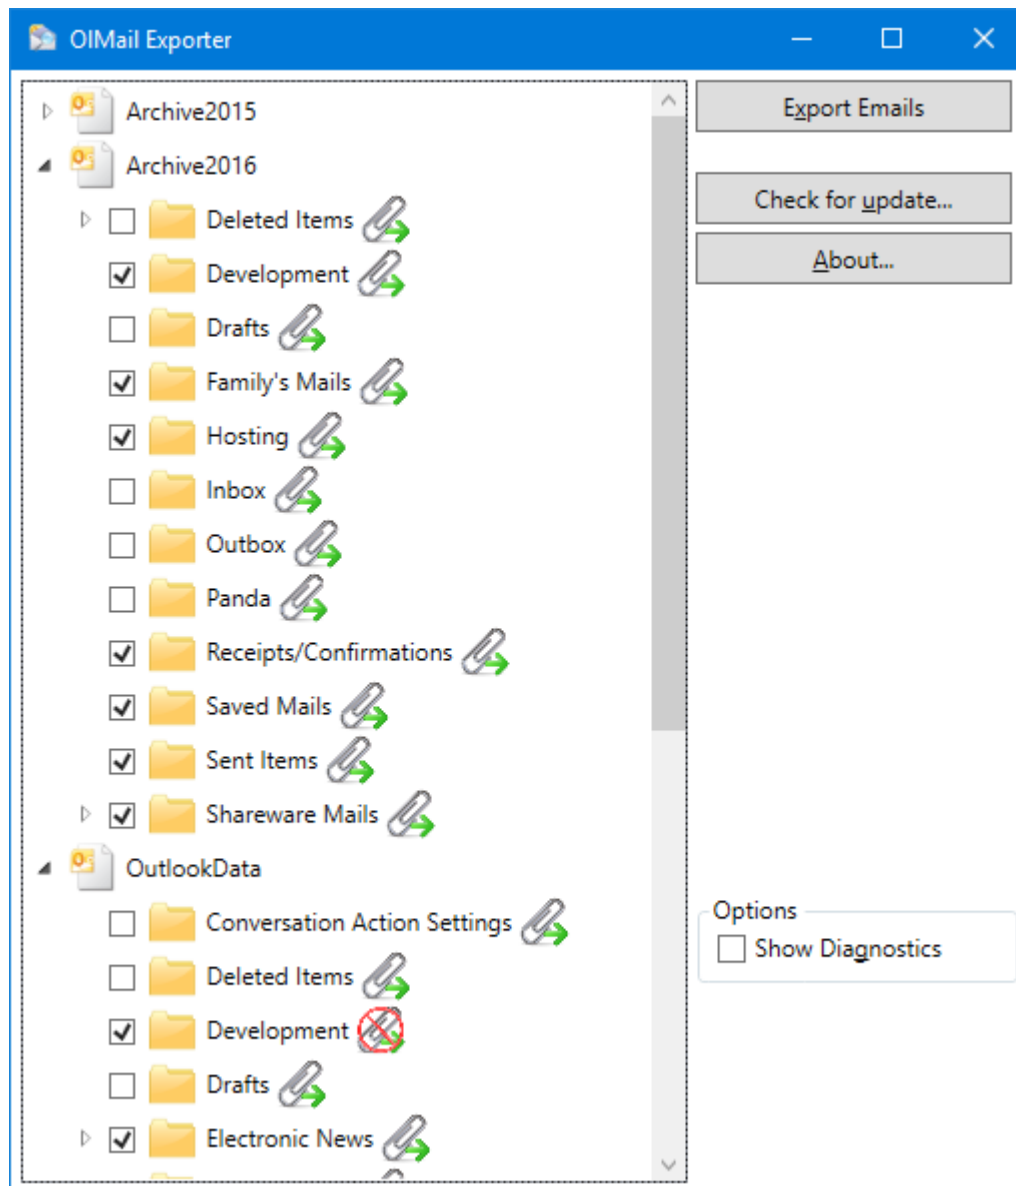 OIMail Exporter
Archive2015
Archive2016
Deleted Items
Development
Drafts
Family's Mails
Hosting
Inbox
Outbox
Panda
Receipts/Confirmations
Saved Mails
Sent Items
Shareware Mails
OutlookData
Conversation Action Settings
Deleted Items
Development
Drafts
Electronic News
Export Emails
Check for update...
About...
Options
Show Diagnostics